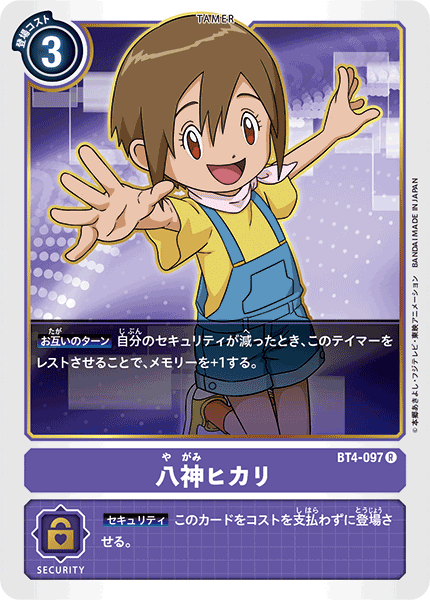 TAMER
登場コスト
3
お互いのターン 自分のセキュリティが減ったとき、このテイマーを
レストさせることで、メモリーを+1する。
©本郷あきよし・フジテレビ・東映アニメーション BANDAI MADE IN JAPAN
BT4-097 R
や がみ
八神ヒカリ
セキュリティ このカードをコストを支払わずに登場さ
せる。
SECURITY